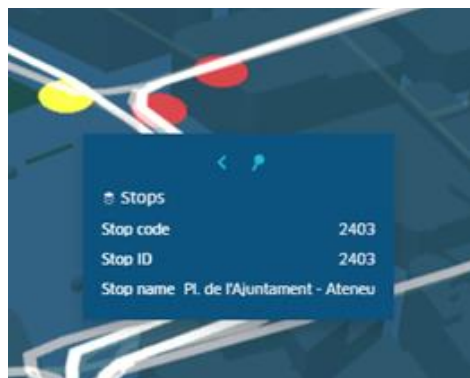 Stops
Stop code 2403
Stop ID 2403
Stop name Pl. de l'Ajuntament - Ateneu